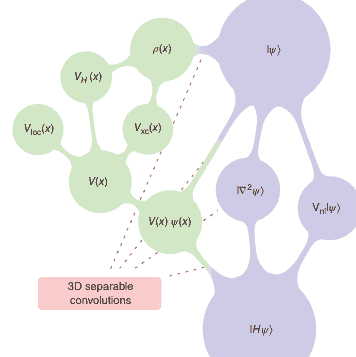 ρ(x)
|ψ⟩
V_H (x)
V_loc(x)
V_xc(x)
V(x)
|∇²ψ⟩
V_nl|ψ⟩
V(x) ψ(x)
3D separable
convolutions
|Hψ⟩